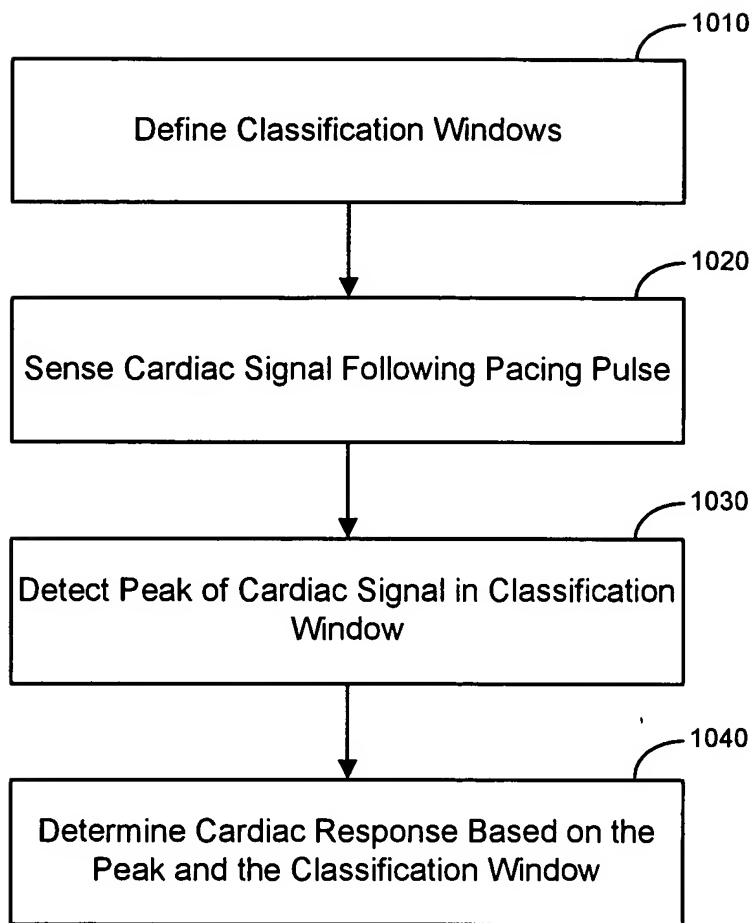 1010
Define Classification Windows
1020
Sense Cardiac Signal Following Pacing Pulse
1030
Detect Peak of Cardiac Signal in Classification
Window
1040
Determine Cardiac Response Based on the
Peak and the Classification Window